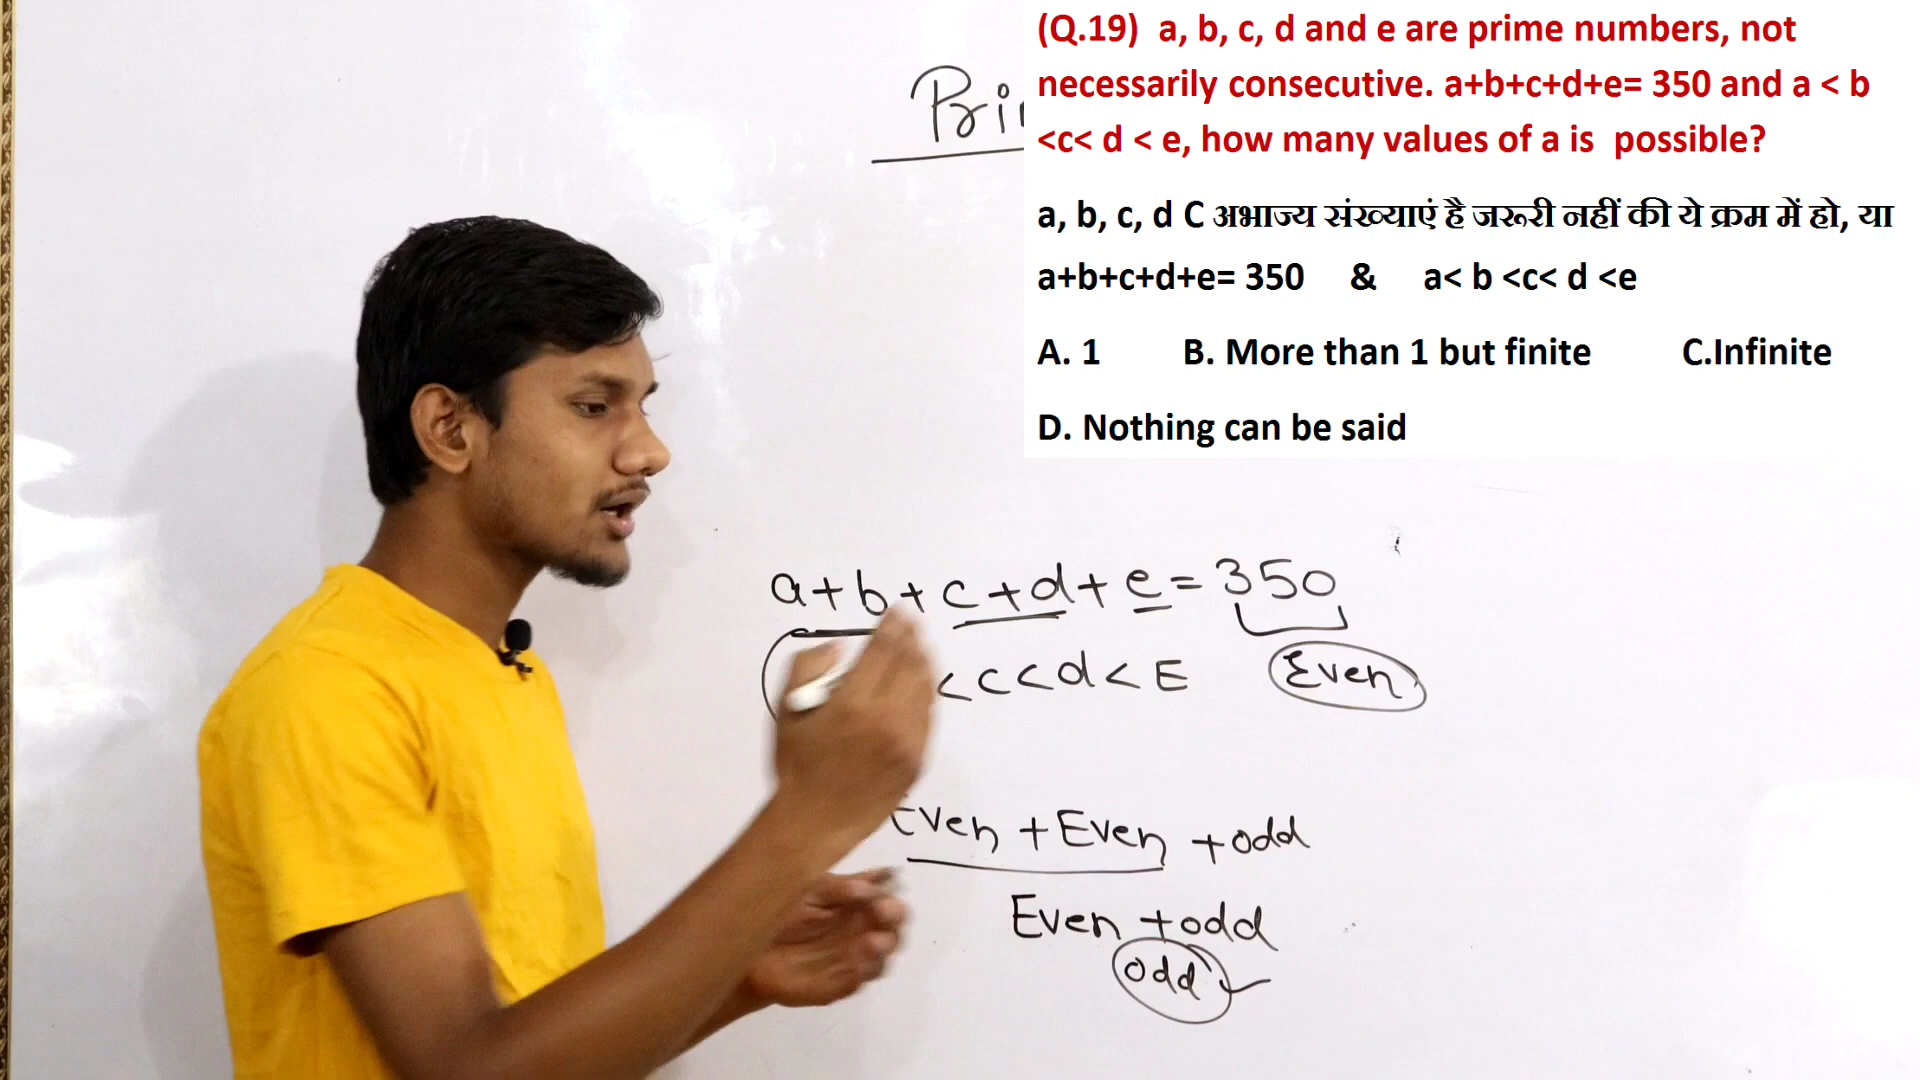 Pri
(Q.19) a, b, c, d and e are prime numbers, not
necessarily consecutive. a+b+c+d+e= 350 and a < b
<c< d < e, how many values of a is possible?
a, b, c, d C अभाज्य संख्याएं है जरूरी नहीं की ये क्रम में हो, या
a+b+c+d+e= 350 & a< b <c< d <e
A. 1 B. More than 1 but finite C.Infinite
D. Nothing can be said
a+b+c+d+e=350
<c<d<E Even
Even +Even +odd
Even +odd
odd